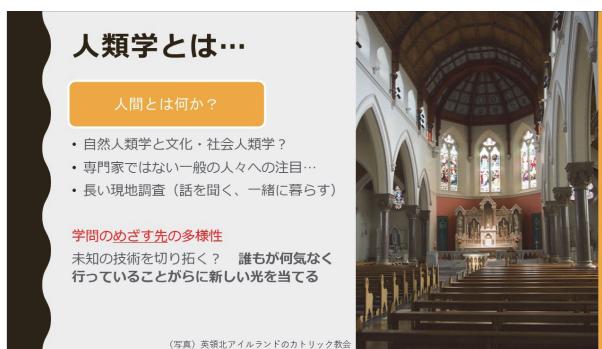 人類学とは…
人間とは何か？
• 自然人類学と文化・社会人類学？
• 専門家ではない一般の人々への注目…
• 長い現地調査（話を聞く、一緒に暮らす）
学問のめざす先の多様性
未知の技術を切り拓く？　誰もが何気なく
行っていることがらに新しい光を当てる
（写真）英領北アイルランドのカトリック教会